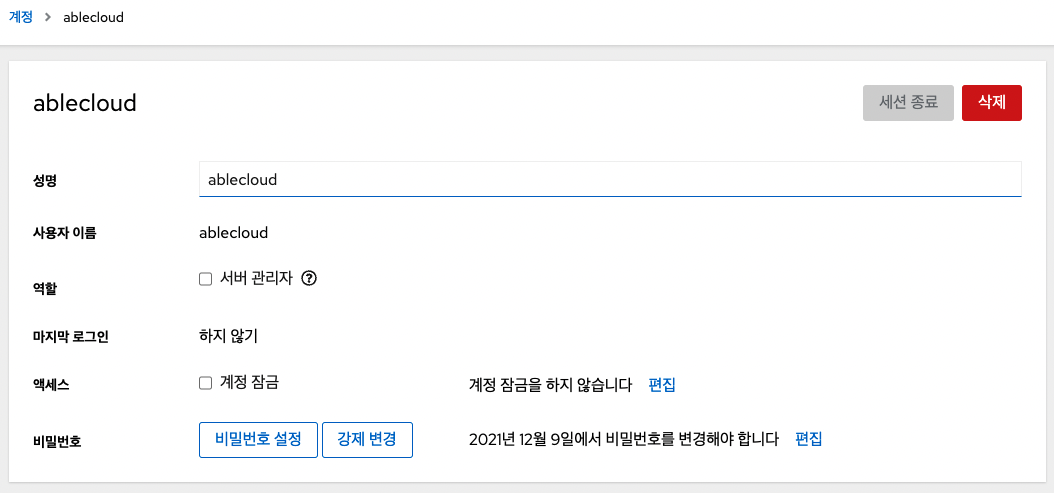 계정 > ablecloud
ablecloud
세션 종료 삭제
성명 ablecloud
사용자 이름 ablecloud
역할 서버 관리자 ?
마지막 로그인 하지 않기
액세스 계정 잠금 계정 잠금을 하지 않습니다 편집
비밀번호 비밀번호 설정 강제 변경 2021년 12월 9일에서 비밀번호를 변경해야 합니다 편집